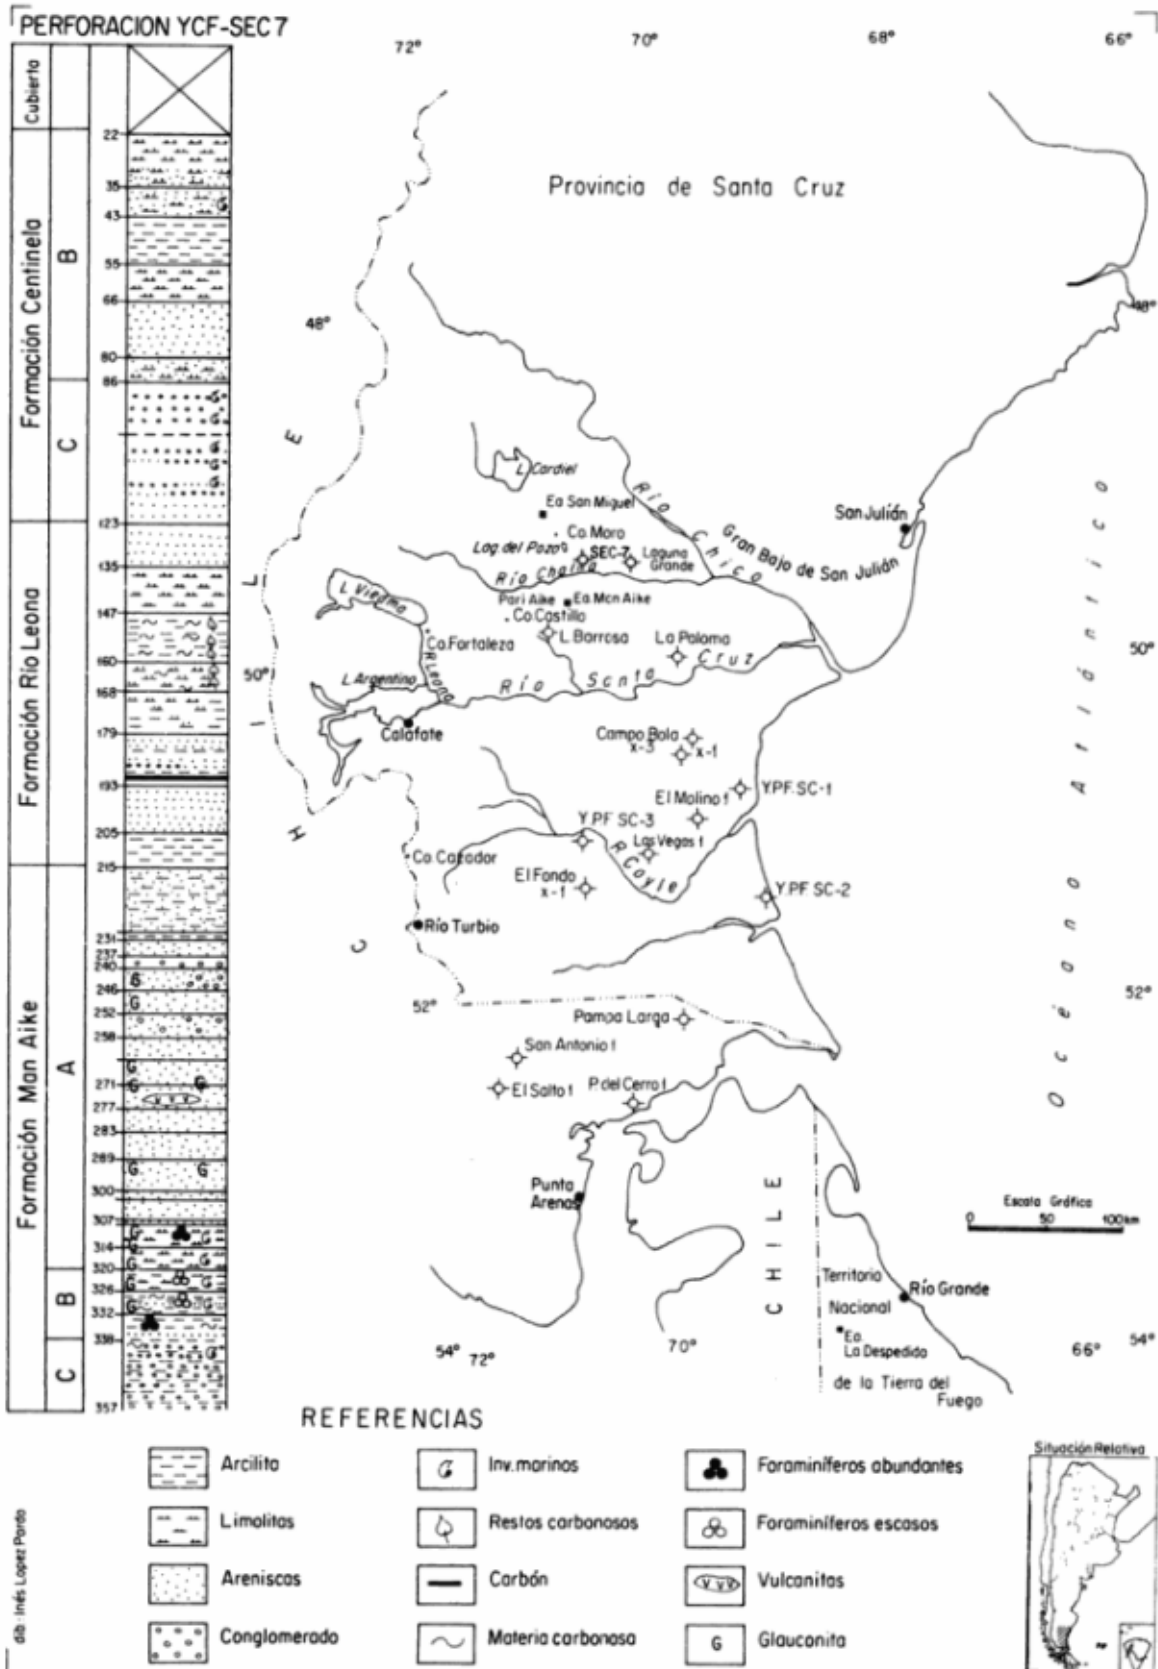 PERFORACION YCF-SEC 7
Cubierto
Formación Centinela
B
C
Formación Río Leona
Formación Man Aike
A
B
C
22
35
43
55
66
80
86
123
135
147
160
168
179
193
205
215
231
237
240
246
252
258
271
277
283
289
300
307
314
320
326
332
338
357
G
G
G
G
G
V V V
G
G
G
G
G
G
G
72°
70°
68°
66°
Provincia de Santa Cruz
48°
48°
L. Cardiel
Ea San Miguel
Co. Moro
Lag. del Pozo
SEC-7
Laguna
Grande
Río Chico
Gran Bajo de San Julián
San Julián
Río Chalía
L. Viedma
Pari Aike
Ea. Man Aike
Co. Castillo
Co. Fortaleza
L. Barrosa
La Paloma
50°
50°
L. Argentino
R. Leona
Río Santa Cruz
Calafate
Campo Bola
x-3
x-1
El Molino 1
Y.P.F. SC-1
Y.P.F. SC-3
Las Vegas 1
Co. Cazador
R. Coyle
El Fondo
x-1
Y.P.F. SC-2
Río Turbio
52°
52°
Pampa Larga
San Antonio 1
El Salto 1
P. del Cerro 1
Punta
Arenas
CHILE
CHILE
Océano Atlántico
Escala Gráfica
0 50 100 km
Territorio
Nacional
Río Grande
Ea.
La Despedida
de la Tierra del
Fuego
54°
72°
70°
66°
54°
REFERENCIAS
Arcilita
Inv. marinos
Foraminíferos abundantes
Limolitas
Restos carbonosos
Foraminíferos escasos
Areniscas
Carbón
V V V
Vulcanitas
Conglomerado
Materia carbonosa
G
Glauconita
Situación Relativa
dib.: Inés Lopez Pardo